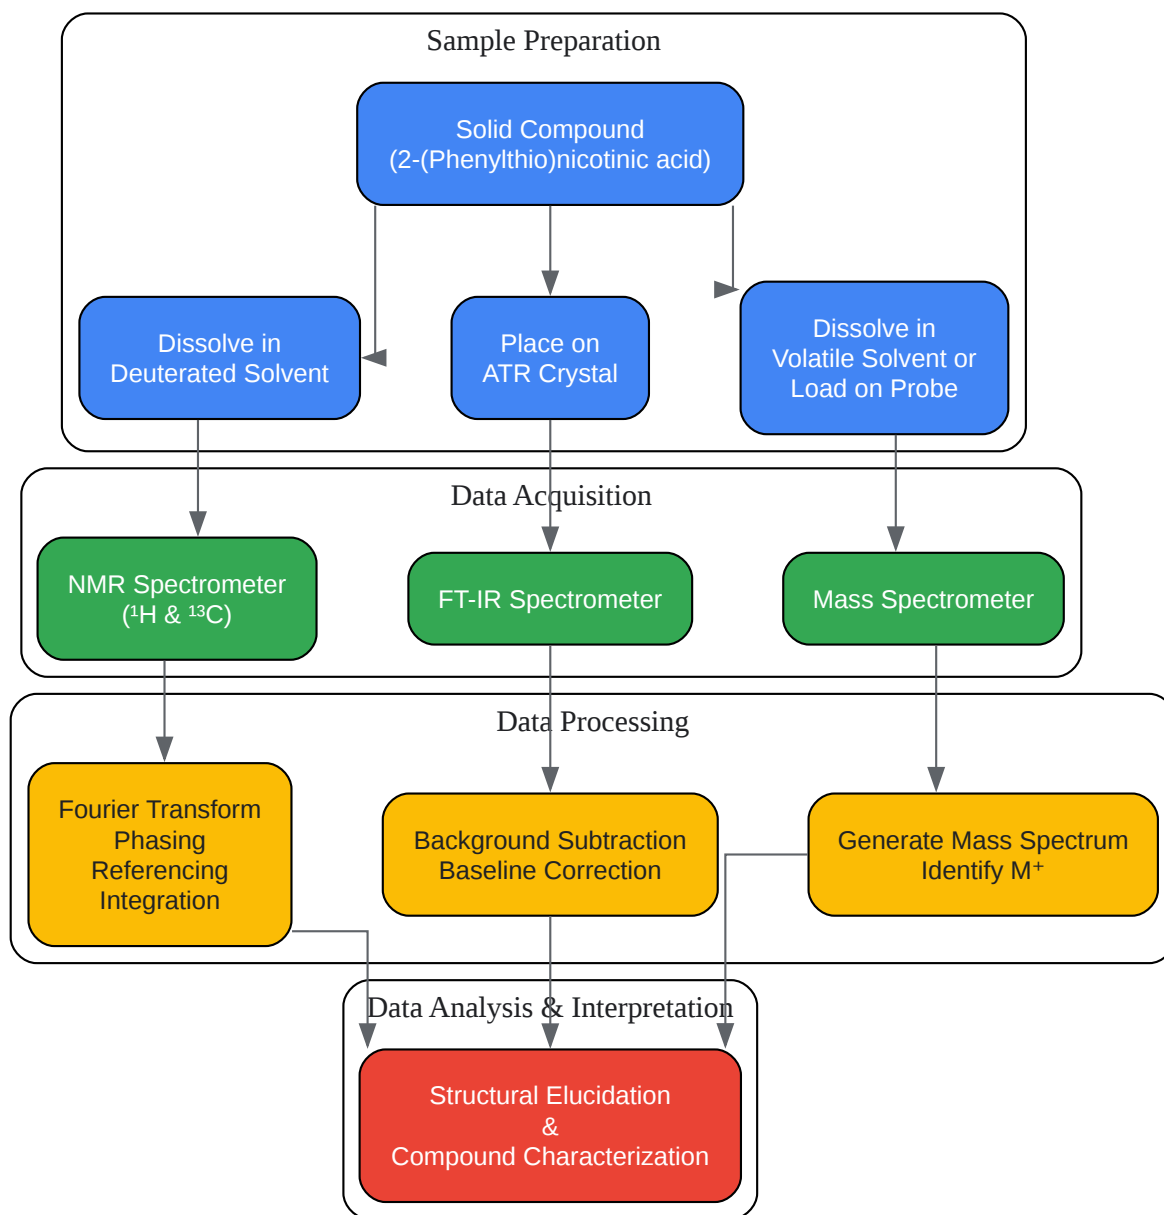 Sample Preparation
Solid Compound
(2-(Phenylthio)nicotinic acid)
Dissolve in
Deuterated Solvent
Place on
ATR Crystal
Dissolve in
Volatile Solvent or
Load on Probe
Data Acquisition
NMR Spectrometer
(¹H & ¹³C)
FT-IR Spectrometer
Mass Spectrometer
Data Processing
Fourier Transform
Phasing
Referencing
Integration
Background Subtraction
Baseline Correction
Generate Mass Spectrum
Identify M⁺
Data Analysis & Interpretation
Structural Elucidation
&
Compound Characterization